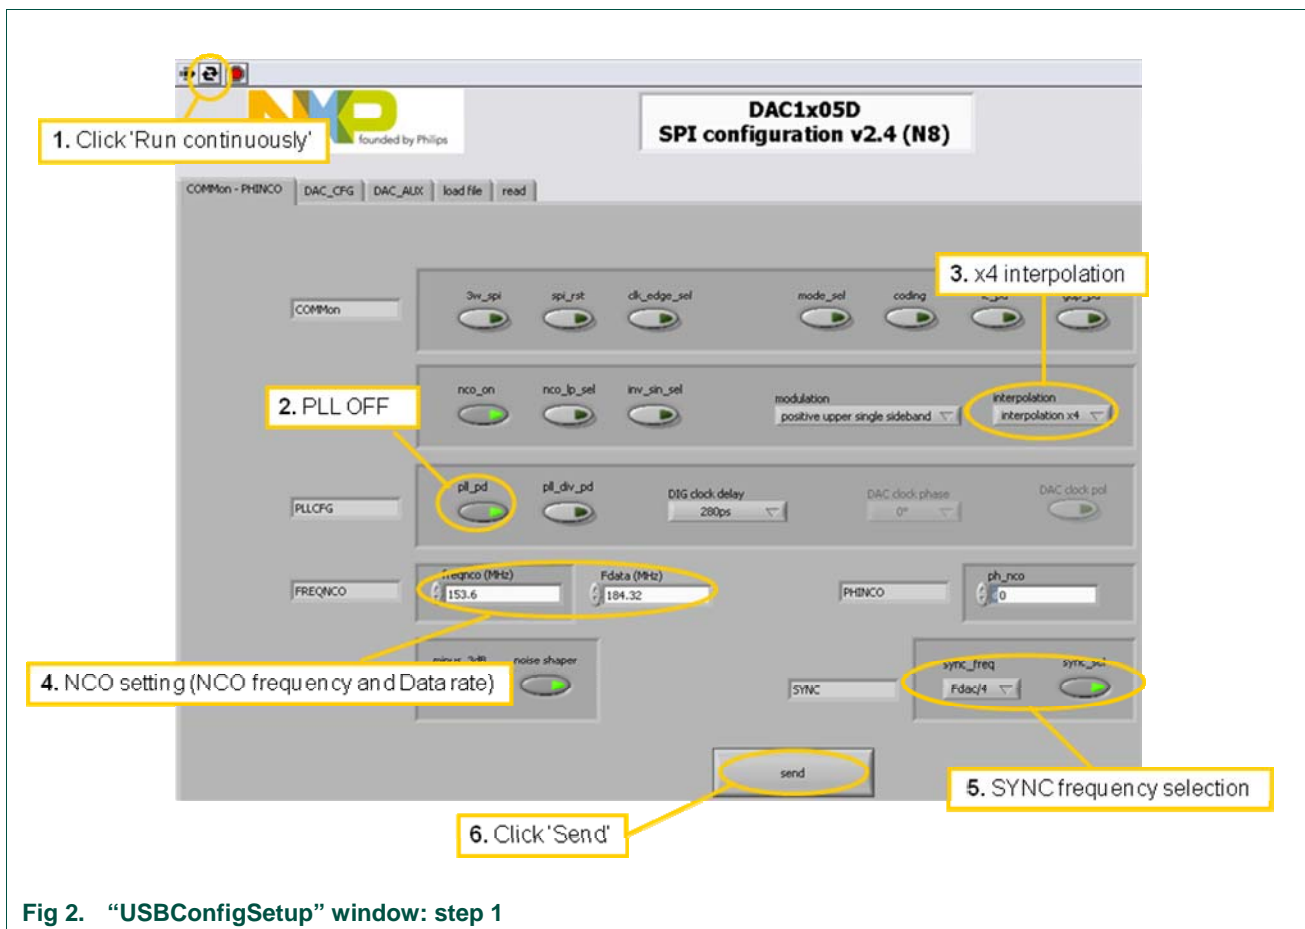 NXP
founded by Philips
DAC1x05D
SPI configuration v2.4 (N8)
1. Click 'Run continuously'
COMMon - PHINCO
DAC_CFG
DAC_AUX
load file
read
3. x4 interpolation
COMMon
3w_spi
spi_rst
clk_edge_sel
mode_sel
coding
2. PLL OFF
nco_on
nco_lp_sel
inv_sin_sel
modulation
positive upper single sideband
interpolation
interpolation x4
PLLCFG
pll_pd
pll_div_pd
DIG clock delay
280ps
DAC clock phase
0°
DAC clock pol
FREQNCO
freqnco (MHz)
153.6
Fdata (MHz)
184.32
PHINCO
ph_nco
0
4. NCO setting (NCO frequency and Data rate)
minus_3dB
noise shaper
SYNC
sync_freq
Fdac/4
sync_sel
send
5. SYNC frequency selection
6. Click 'Send'
Fig 2. “USBConfigSetup” window: step 1